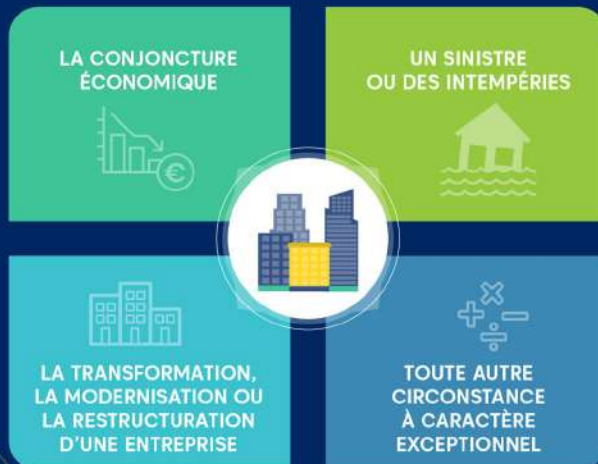 LA CONJONCTURE
ÉCONOMIQUE
€
UN SINISTRE
OU DES INTEMPÉRIES
LA TRANSFORMATION,
LA MODERNISATION OU
LA RESTRUCTURATION
D'UNE ENTREPRISE
TOUTE AUTRE
CIRCONSTANCE
À CARACTÈRE
EXCEPTIONNEL